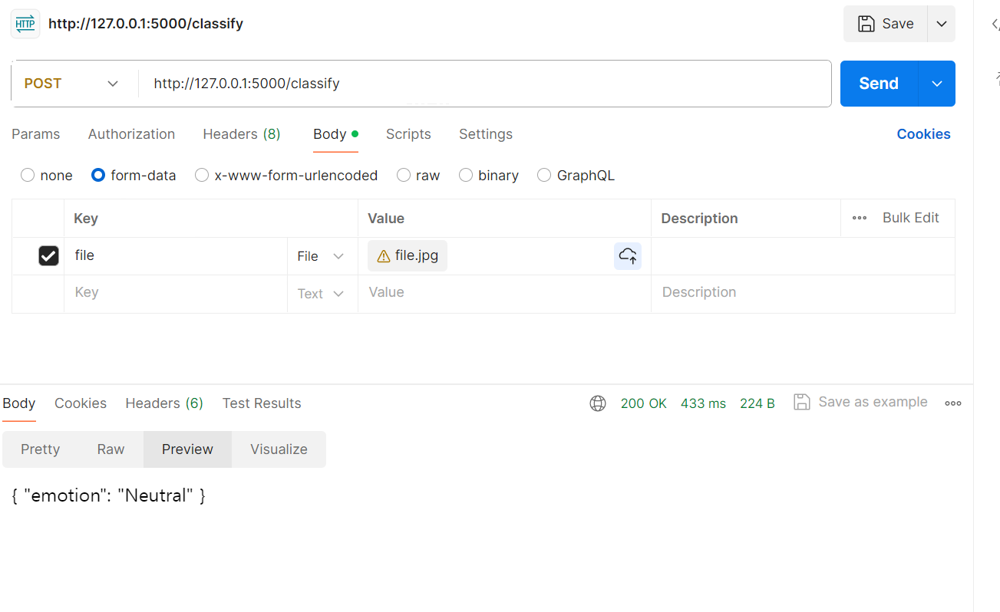 HTTP http://127.0.0.1:5000/classify Save
POST http://127.0.0.1:5000/classify Send
Params Authorization Headers (8) Body Scripts Settings Cookies
none form-data x-www-form-urlencoded raw binary GraphQL
Key Value Description Bulk Edit
file File file.jpg
Key Text Value Description
Body Cookies Headers (6) Test Results 200 OK 433 ms 224 B Save as example
Pretty Raw Preview Visualize
{ "emotion": "Neutral" }